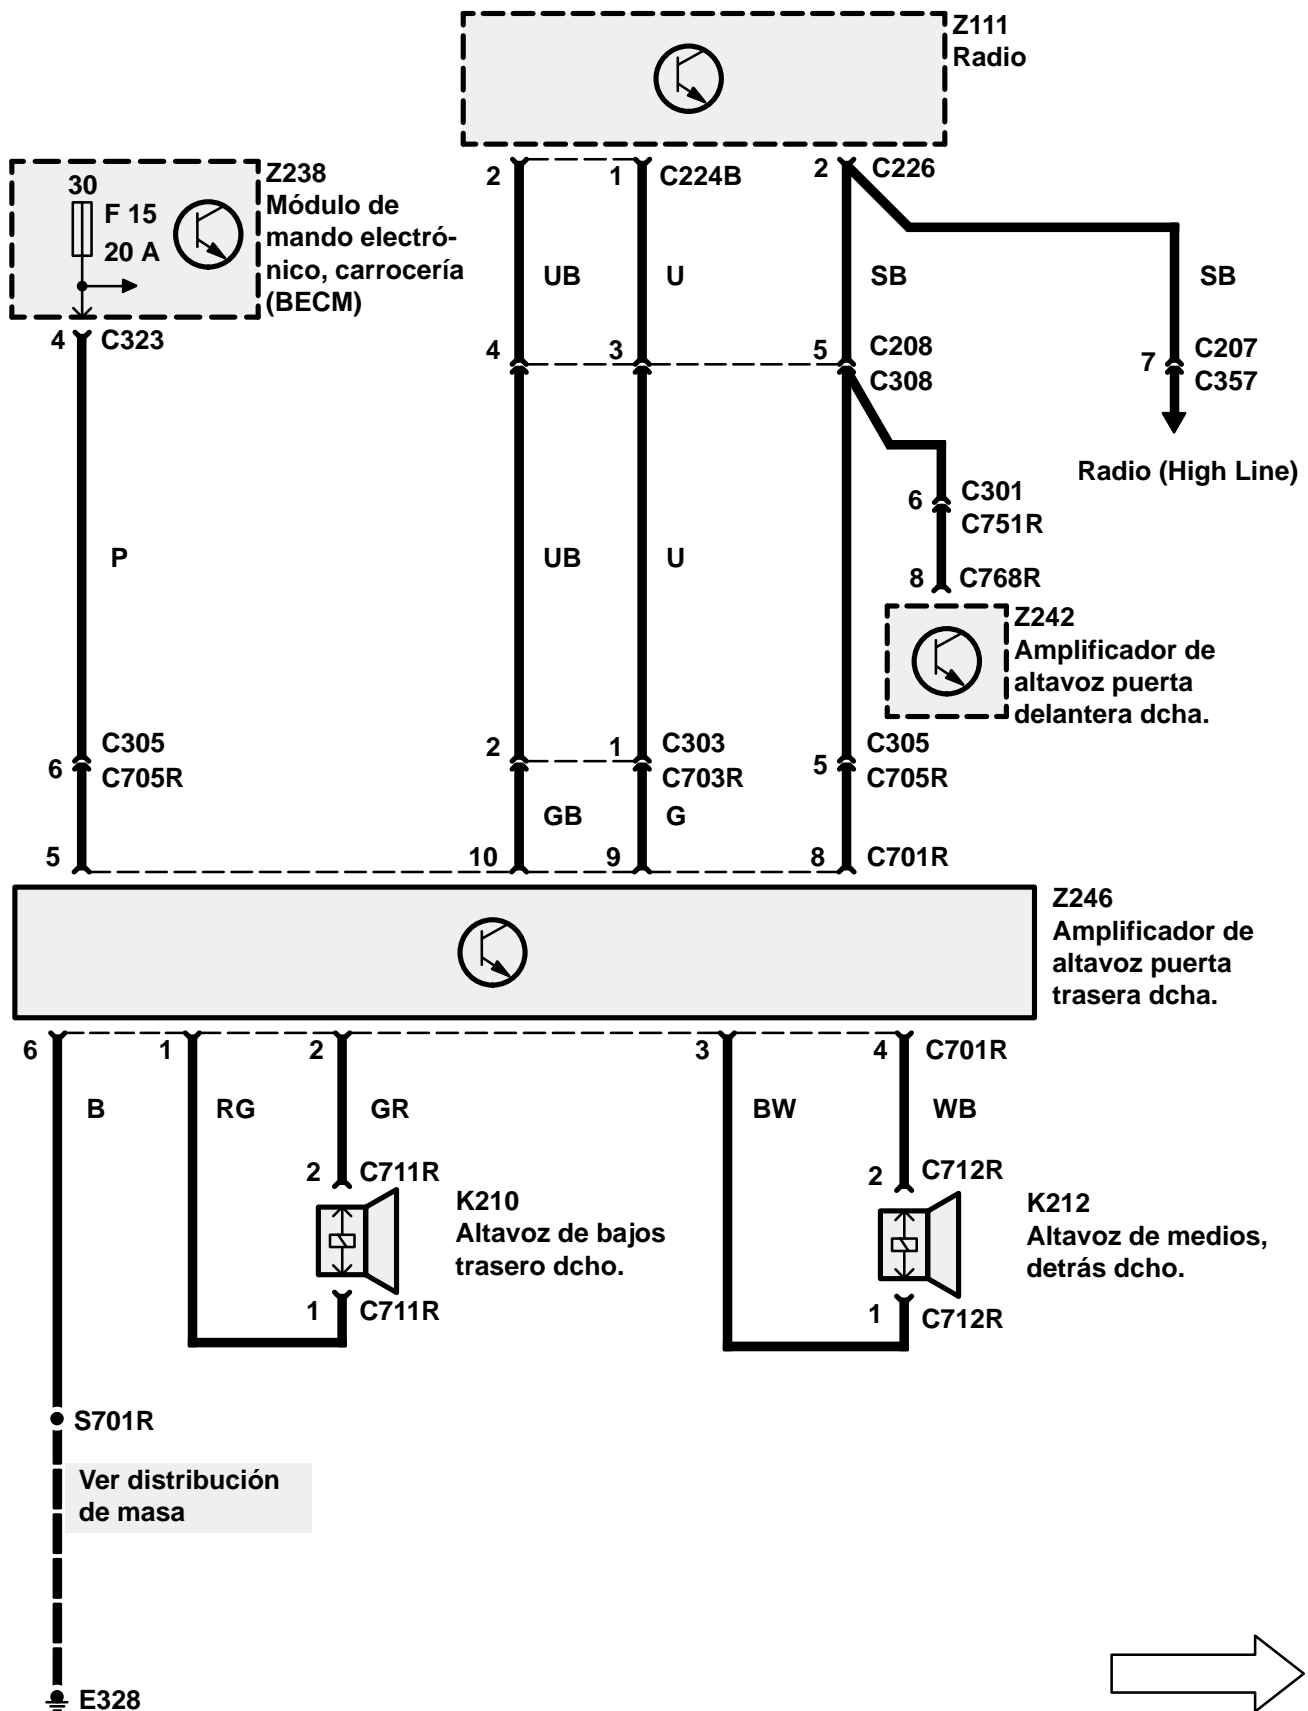 Z111
Radio
2
1
C224B
2
C226
30
F 15
20 A
Z238
Módulo de
mando electró-
nico, carrocería
(BECM)
4
C323
UB
U
SB
SB
4
3
5
C208
C308
7
C207
C357
Radio (High Line)
6
C301
C751R
P
UB
U
8
C768R
Z242
Amplificador de
altavoz puerta
delantera dcha.
6
C305
C705R
2
1
C303
C703R
5
C305
C705R
GB
G
5
10
9
8
C701R
Z246
Amplificador de
altavoz puerta
trasera dcha.
6
1
2
3
4
C701R
B
RG
GR
BW
WB
2
C711R
2
C712R
K210
Altavoz de bajos
trasero dcho.
K212
Altavoz de medios,
detrás dcho.
1
C711R
1
C712R
S701R
Ver distribución
de masa
E328